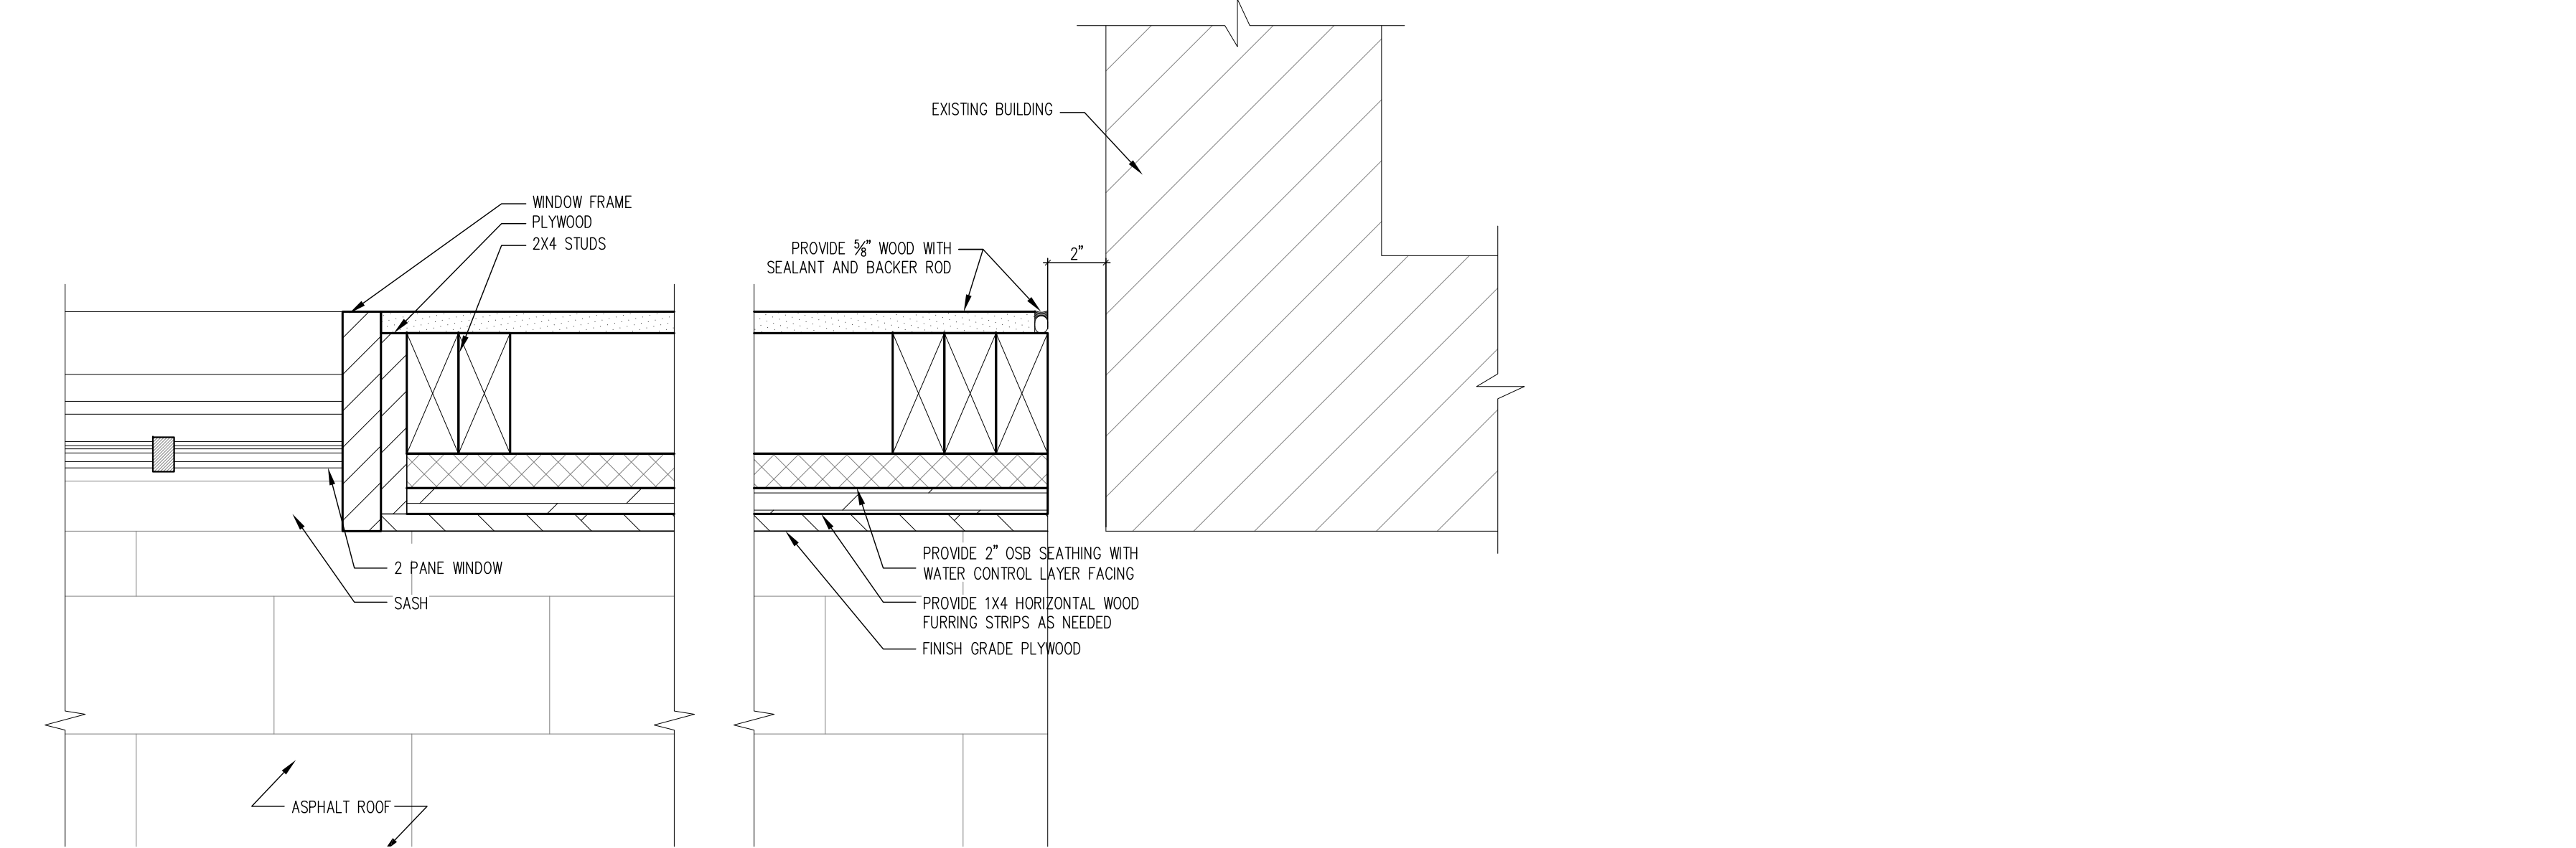 EXISTING BUILDING
WINDOW FRAME
PLYWOOD
2X4 STUDS
PROVIDE ⅝" WOOD WITH
SEALANT AND BACKER ROD
2"
2 PANE WINDOW
SASH
PROVIDE 2" OSB SEATHING WITH
WATER CONTROL LAYER FACING
PROVIDE 1X4 HORIZONTAL WOOD
FURRING STRIPS AS NEEDED
FINISH GRADE PLYWOOD
ASPHALT ROOF